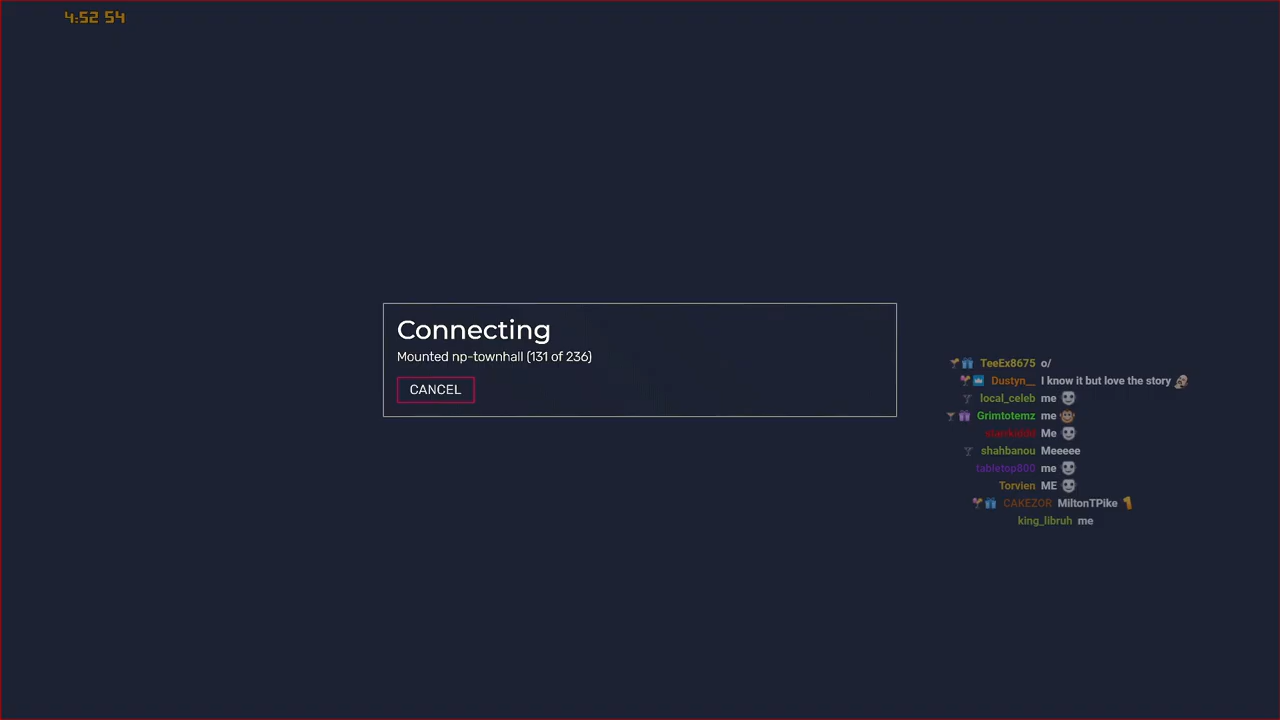 4:52 54
Connecting
Mounted np-townhall (131 of 236)
CANCEL
TeeEx8675 o/
Dustyn__ I know it but love the story
local_celeb me
Grimtotemz me
Me
shahbanou Meeeee
tabletop800 me
Torvien ME
CAKEZOR MiltonTPike
king_libruh me